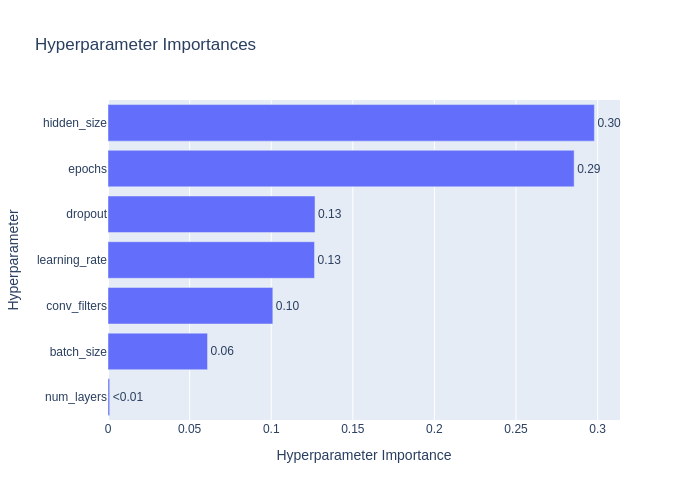 Hyperparameter Importances
Hyperparameter
hidden_size 0.30
epochs 0.29
dropout 0.13
learning_rate 0.13
conv_filters 0.10
batch_size 0.06
num_layers <0.01
0 0.05 0.1 0.15 0.2 0.25 0.3
Hyperparameter Importance